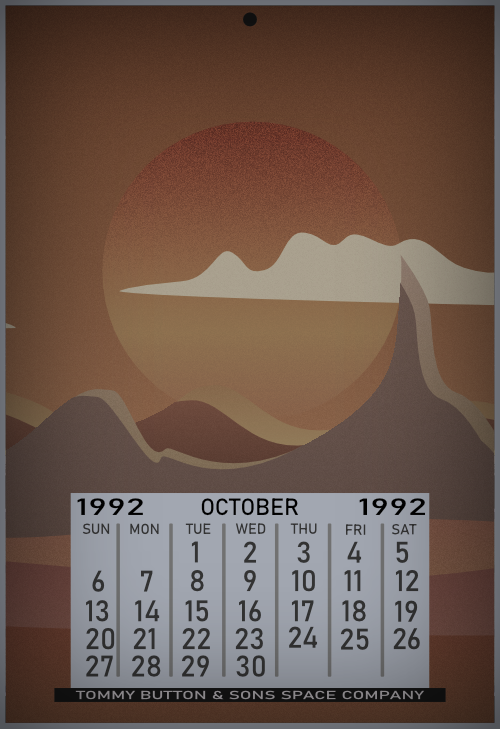 1992 OCTOBER 1992
SUN MON TUE WED THU FRI SAT
1 2 3 4 5
6 7 8 9 10 11 12
13 14 15 16 17 18 19
20 21 22 23 24 25 26
27 28 29 30
TOMMY BUTTON & SONS SPACE COMPANY